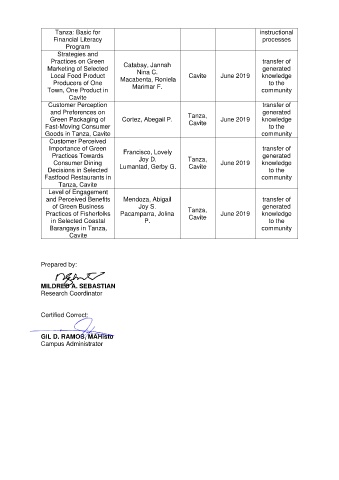 Tanza: Basic for
Financial Literacy
Program
instructional
processes
Strategies and
Practices on Green
Marketing of Selected
Local Food Product
Producers of One
Town, One Product in
Cavite
Catabay, Jannah
Nina C.
Macabenta, Roniela
Marimar F.
Cavite
June 2019
transfer of
generated
knowledge
to the
community
Customer Perception
and Preferences on
Green Packaging of
Fast-Moving Consumer
Goods in Tanza, Cavite
Cortez, Abegail P.
Tanza,
Cavite
June 2019
transfer of
generated
knowledge
to the
community
Customer Perceived
Importance of Green
Practices Towards
Consumer Dining
Decisions in Selected
Fastfood Restaurants in
Tanza, Cavite
Francisco, Lovely
Joy D.
Lumanlad, Gerby G.
Tanza,
Cavite
June 2019
transfer of
generated
knowledge
to the
community
Level of Engagement
and Perceived Benefits
of Green Business
Practices of Fisherfolks
in Selected Coastal
Barangays in Tanza,
Cavite
Mendoza, Abigail
Joy S.
Pacamparra, Jolina
P.
Tanza,
Cavite
June 2019
transfer of
generated
knowledge
to the
community
Prepared by:
MILDRED A. SEBASTIAN
Research Coordinator
Certified Correct:
GIL D. RAMOS, MAHisto
Campus Administrator